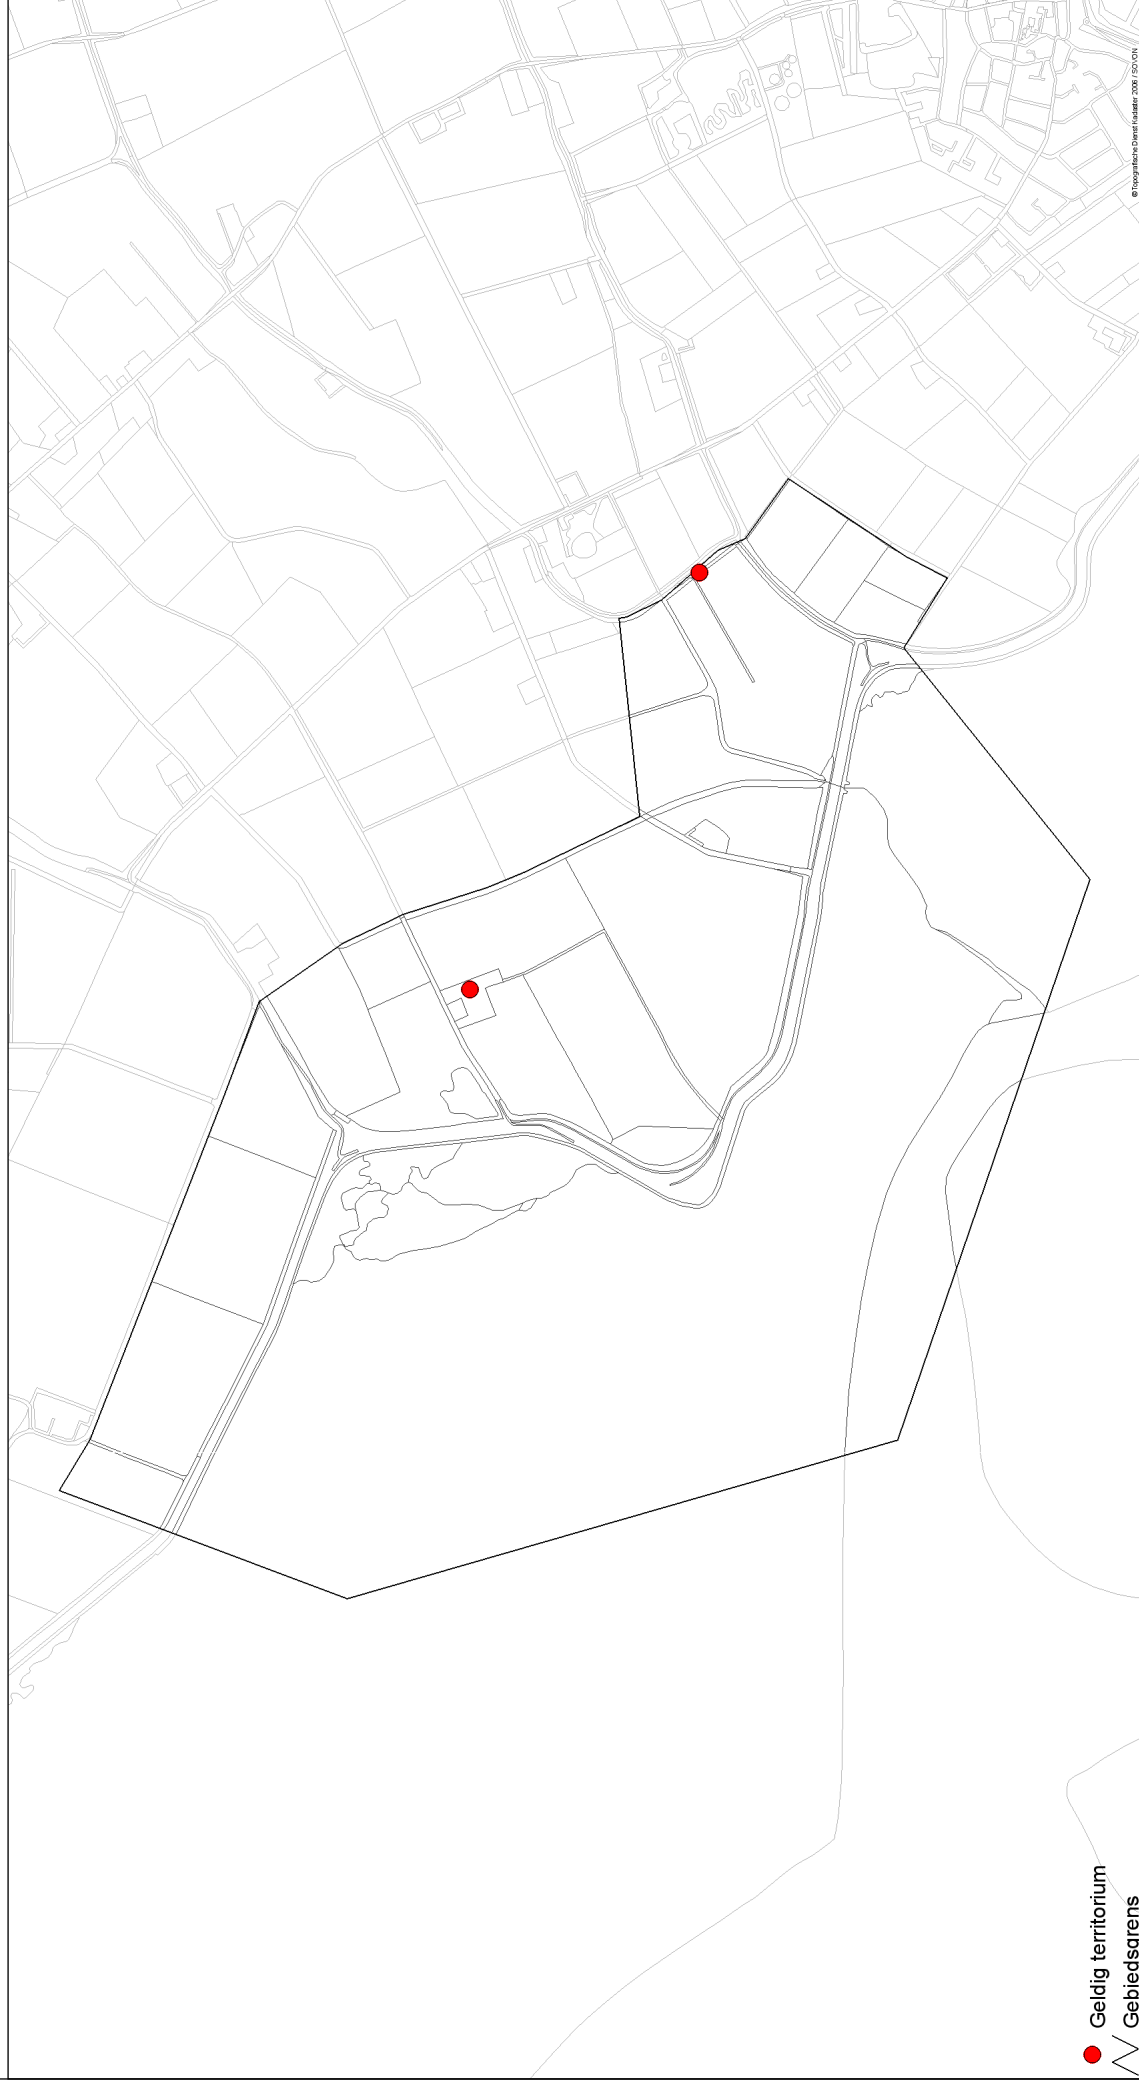 Geldig territorium
Gebiedsgrens
© Topografische Dienst Kadaster 2006 / SOVON